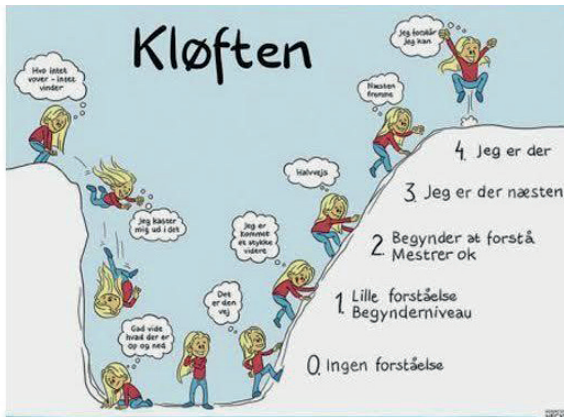 Kløften
Hvo intet
vover - intet
vinder
Jeg kaster
mig ud i det
Gad vide
hvad der er
op og ned
Det
er den
vej
Jeg er
kommet
et stykke
videre
Halvvejs
Næsten
fremme
Jeg forstår
jeg kan
4. Jeg er der
3. Jeg er der næsten
2. Begynder at forstå
Mestrer ok
1. Lille forståelse
Begynderniveau
0. Ingen forståelse